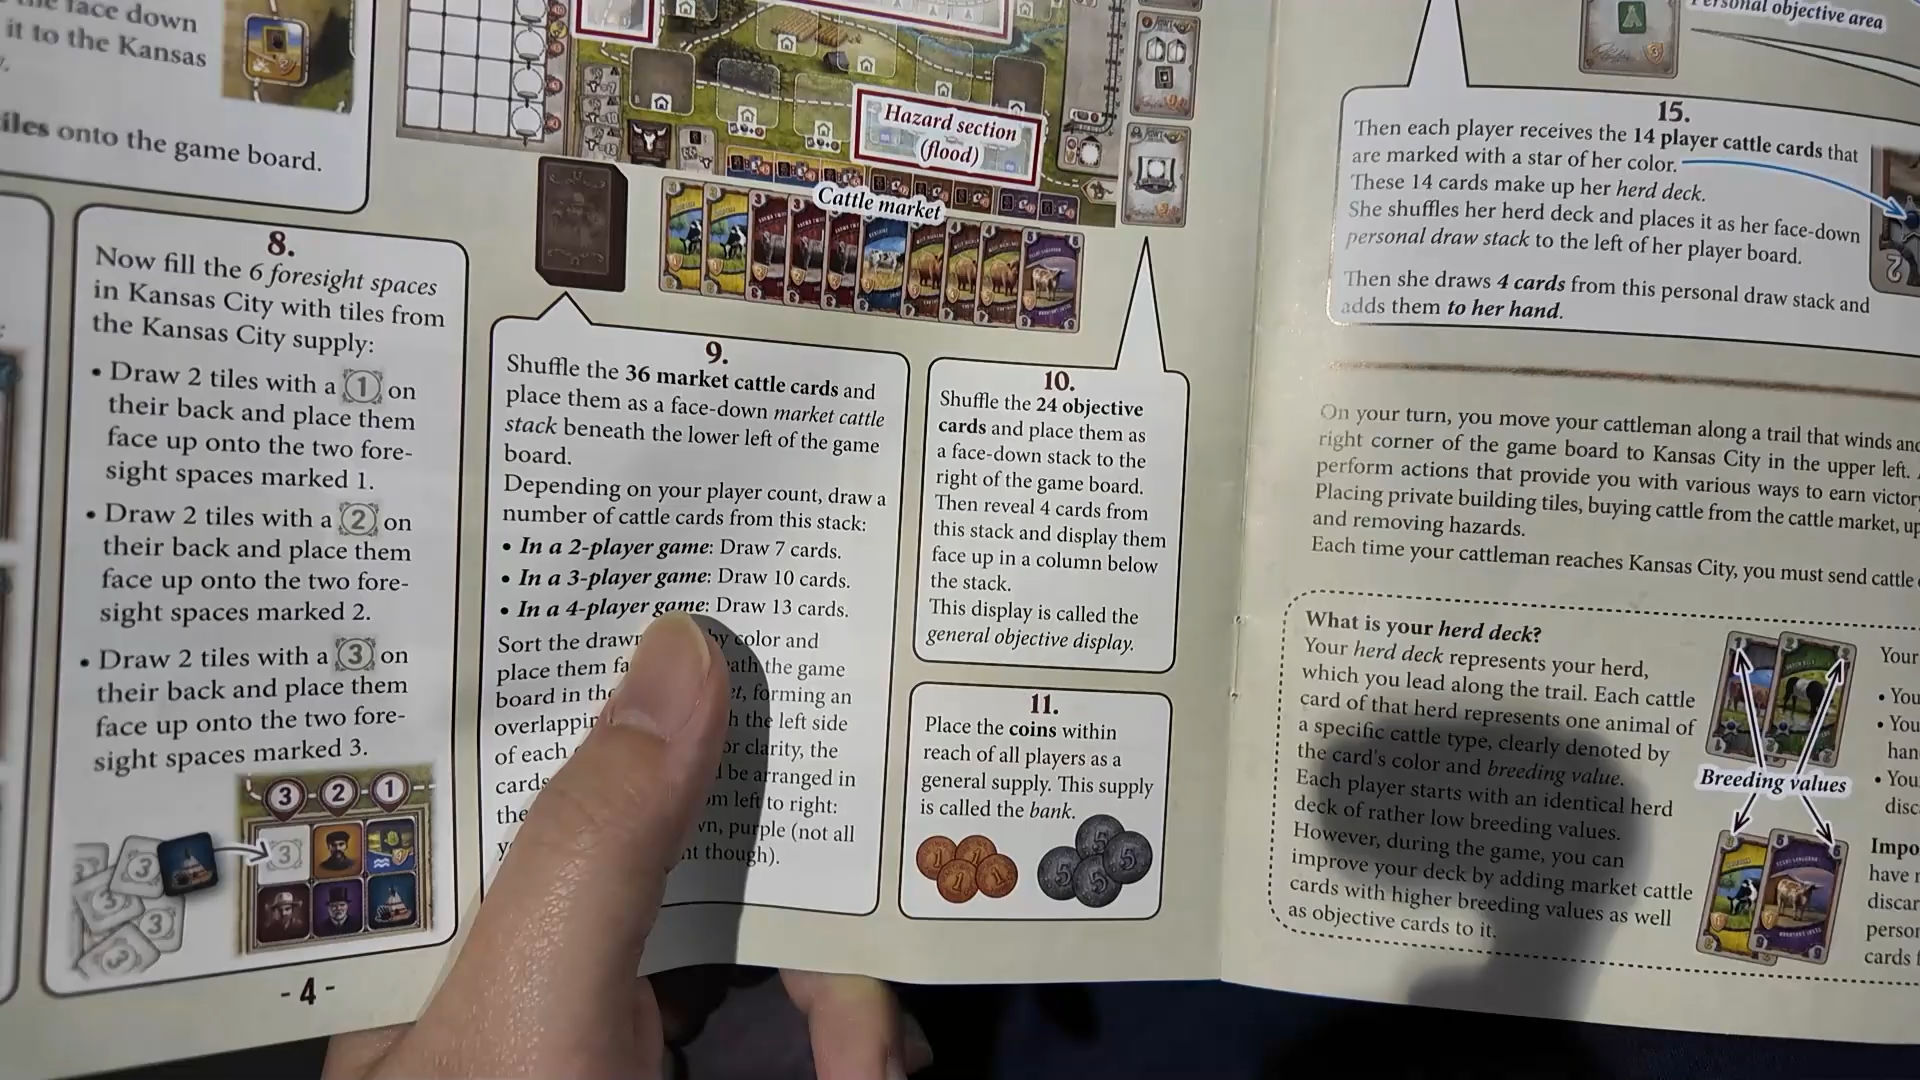 face down
it to the Kansas
tiles onto the game board.
8.
Now fill the 6 foresight spaces
in Kansas City with tiles from
the Kansas City supply:
• Draw 2 tiles with a 1 on
their back and place them
face up onto the two fore-
sight spaces marked 1.
• Draw 2 tiles with a 2 on
their back and place them
face up onto the two fore-
sight spaces marked 2.
• Draw 2 tiles with a 3 on
their back and place them
face up onto the two fore-
sight spaces marked 3.
3 2 1
3
- 4 -
Hazard section
(flood)
Cattle market
9.
Shuffle the 36 market cattle cards and
place them as a face-down market cattle
stack beneath the lower left of the game
board.
Depending on your player count, draw a
number of cattle cards from this stack:
• In a 2-player game: Draw 7 cards.
• In a 3-player game: Draw 10 cards.
• In a 4-player game: Draw 13 cards.
Sort the drawn by color and
place them the game
board in the forming an
the left side
of each clarity, the
cards be arranged in
the left to right:
purple (not all
though).
10.
Shuffle the 24 objective
cards and place them as
a face-down stack to the
right of the game board.
Then reveal 4 cards from
this stack and display them
face up in a column below
the stack.
This display is called the
general objective display.
11.
Place the coins within
reach of all players as a
general supply. This supply
is called the bank.
1 1 1
5 5 5 5
Personal objective area
15.
Then each player receives the 14 player cattle cards that
are marked with a star of her color.
These 14 cards make up her herd deck.
She shuffles her herd deck and places it as her face-down
personal draw stack to the left of her player board.
Then she draws 4 cards from this personal draw stack and
adds them to her hand.
On your turn, you move your cattleman along a trail that winds
right corner of the game board to Kansas City in the upper left.
perform actions that provide you with various ways to earn
Placing private building tiles, buying cattle from the cattle market,
and removing hazards.
Each time your cattleman reaches Kansas City, you must send cattle
What is your herd deck?
Your herd deck represents your herd,
which you lead along the trail. Each cattle
card of that herd represents one animal of
a specific cattle type, clearly denoted by
the card's color and breeding value.
Each player starts with an identical herd
deck of rather low breeding values.
However, during the game, you can
improve your deck by adding market cattle
cards with higher breeding values as well
as objective cards to it.
Breeding values
Your